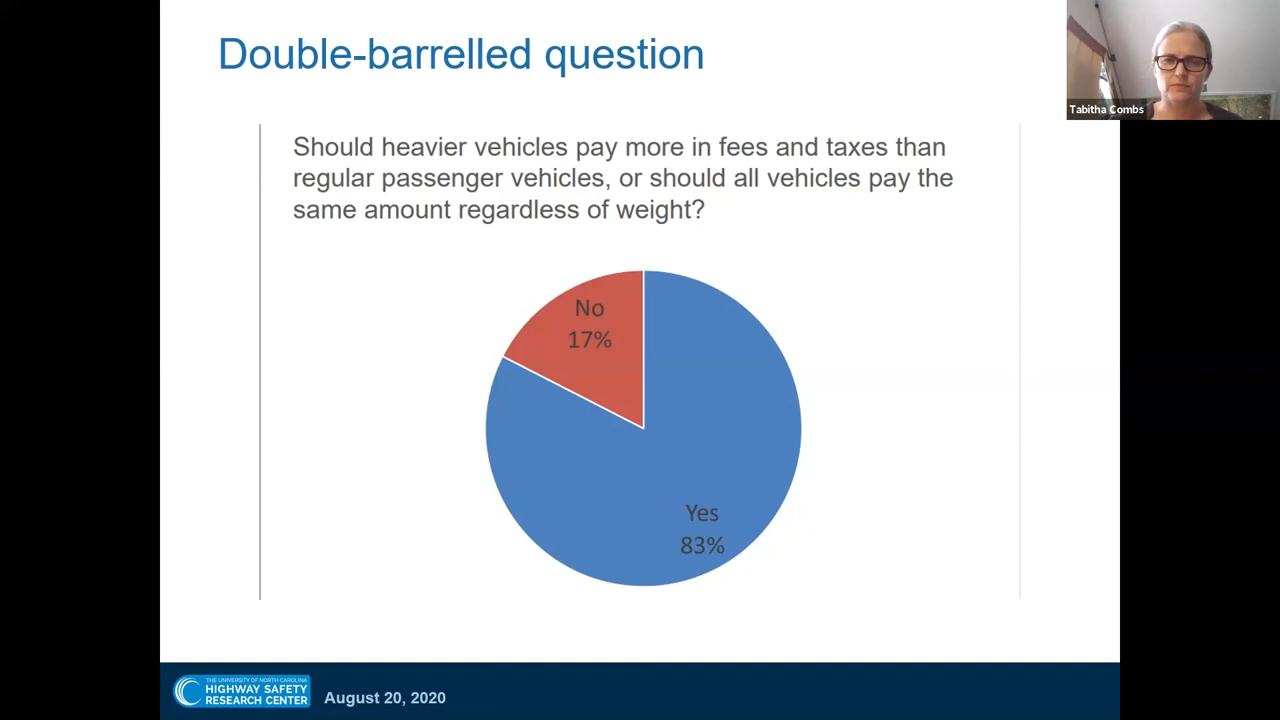 Double-barrelled question
Tabitha Combs
Should heavier vehicles pay more in fees and taxes than
regular passenger vehicles, or should all vehicles pay the
same amount regardless of weight?
No
17%
Yes
83%
THE UNIVERSITY OF NORTH CAROLINA
HIGHWAY SAFETY
RESEARCH CENTER
August 20, 2020